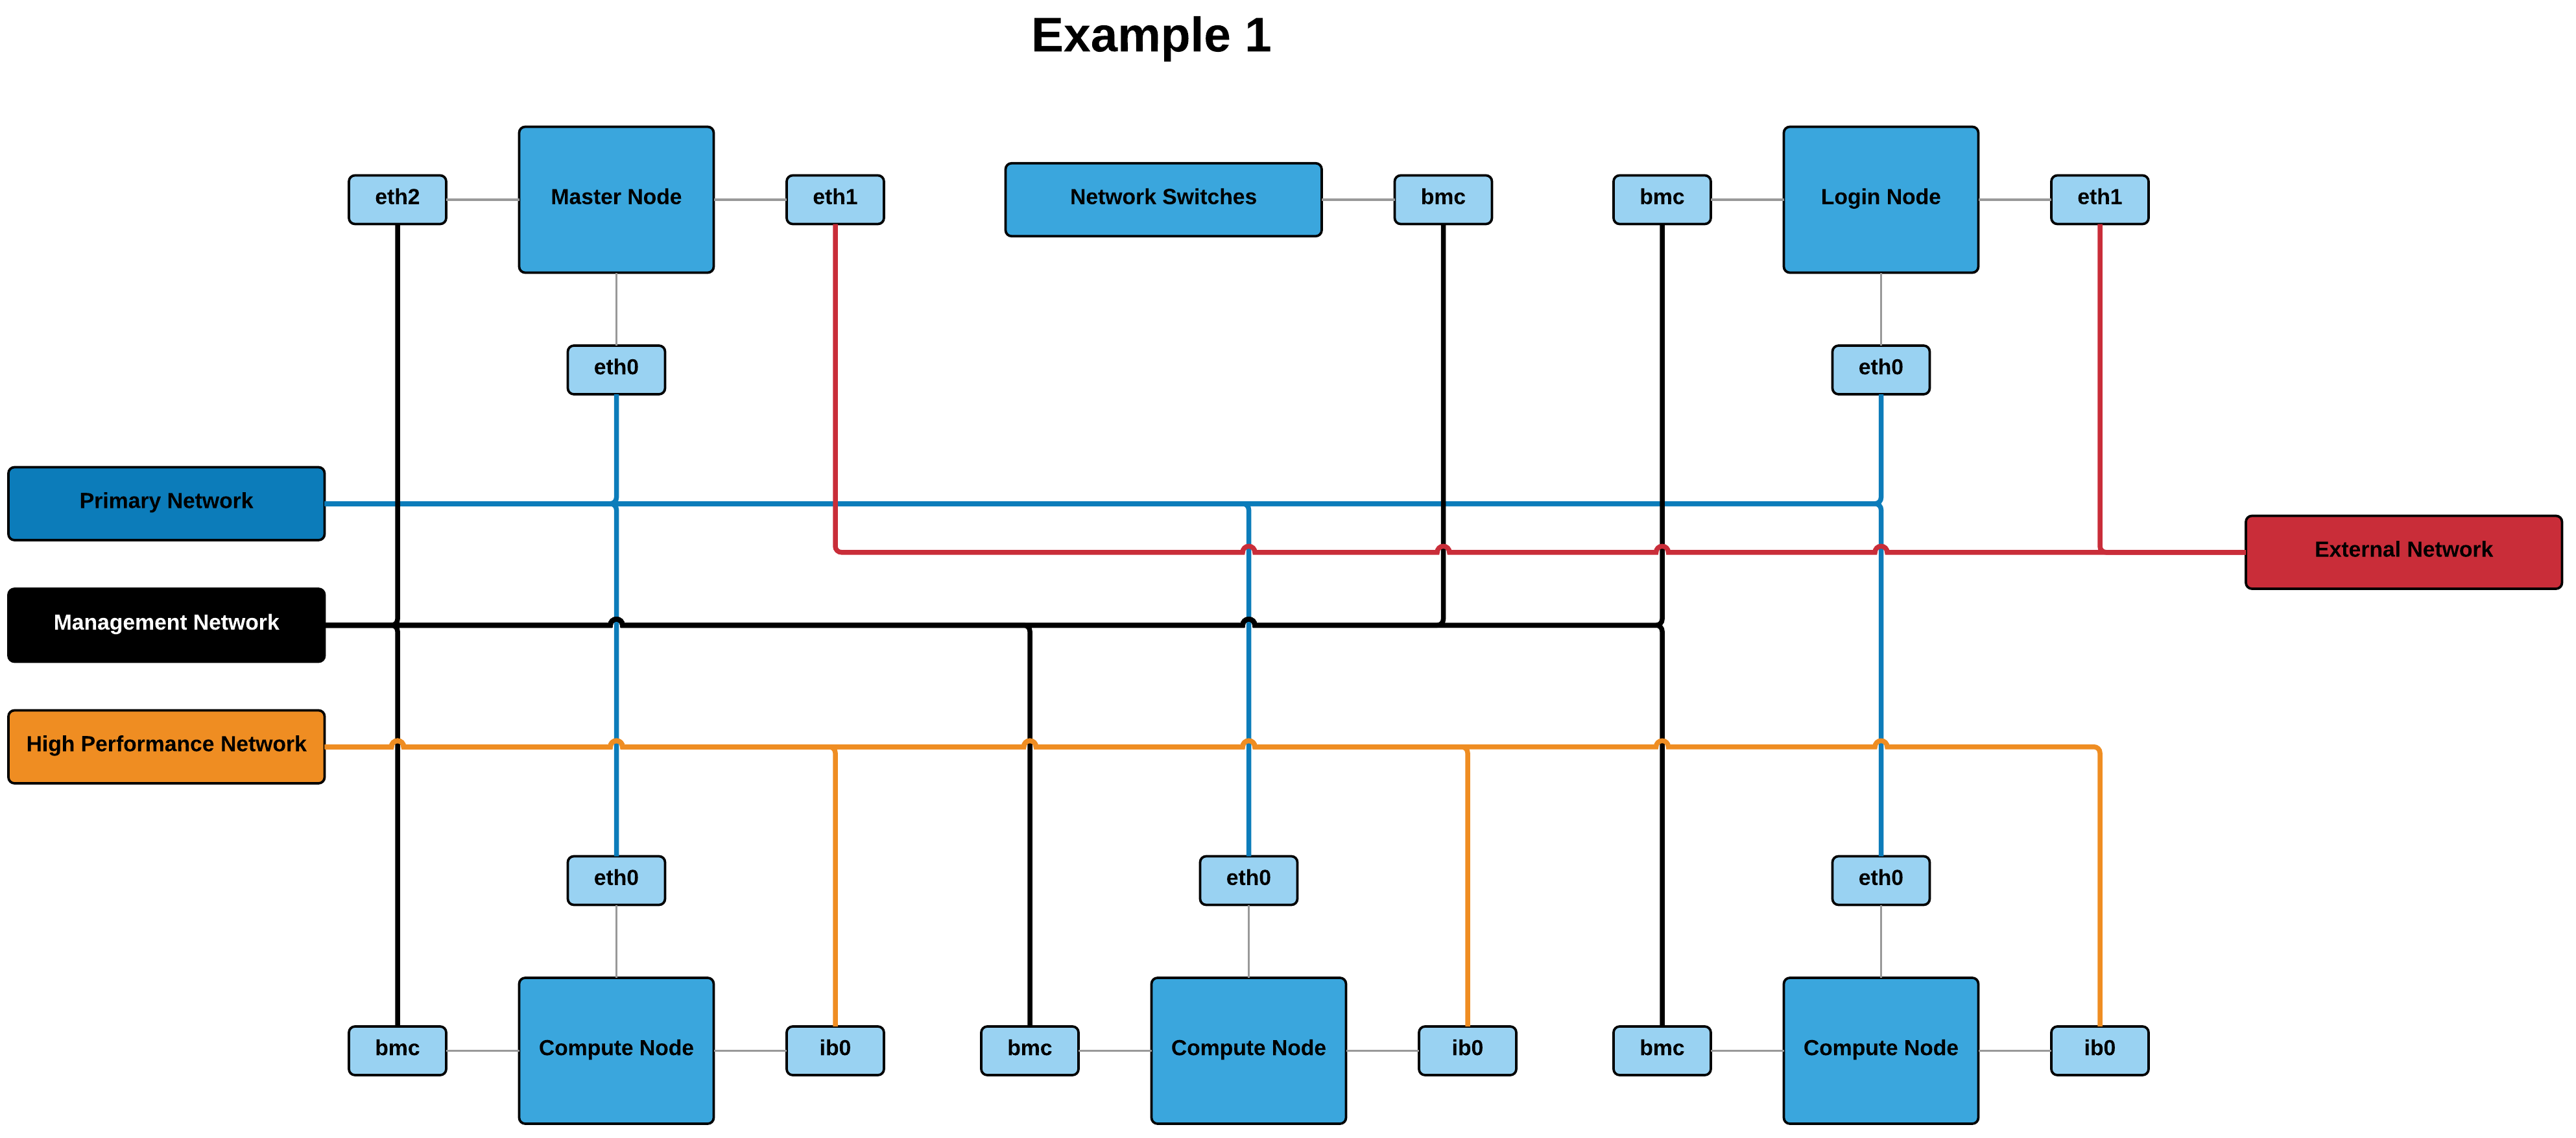 Example 1
eth2
Master Node
eth1
Network Switches
bmc
bmc
Login Node
eth1
eth0
eth0
Primary Network
External Network
Management Network
High Performance Network
eth0
eth0
eth0
bmc
Compute Node
ib0
bmc
Compute Node
ib0
bmc
Compute Node
ib0